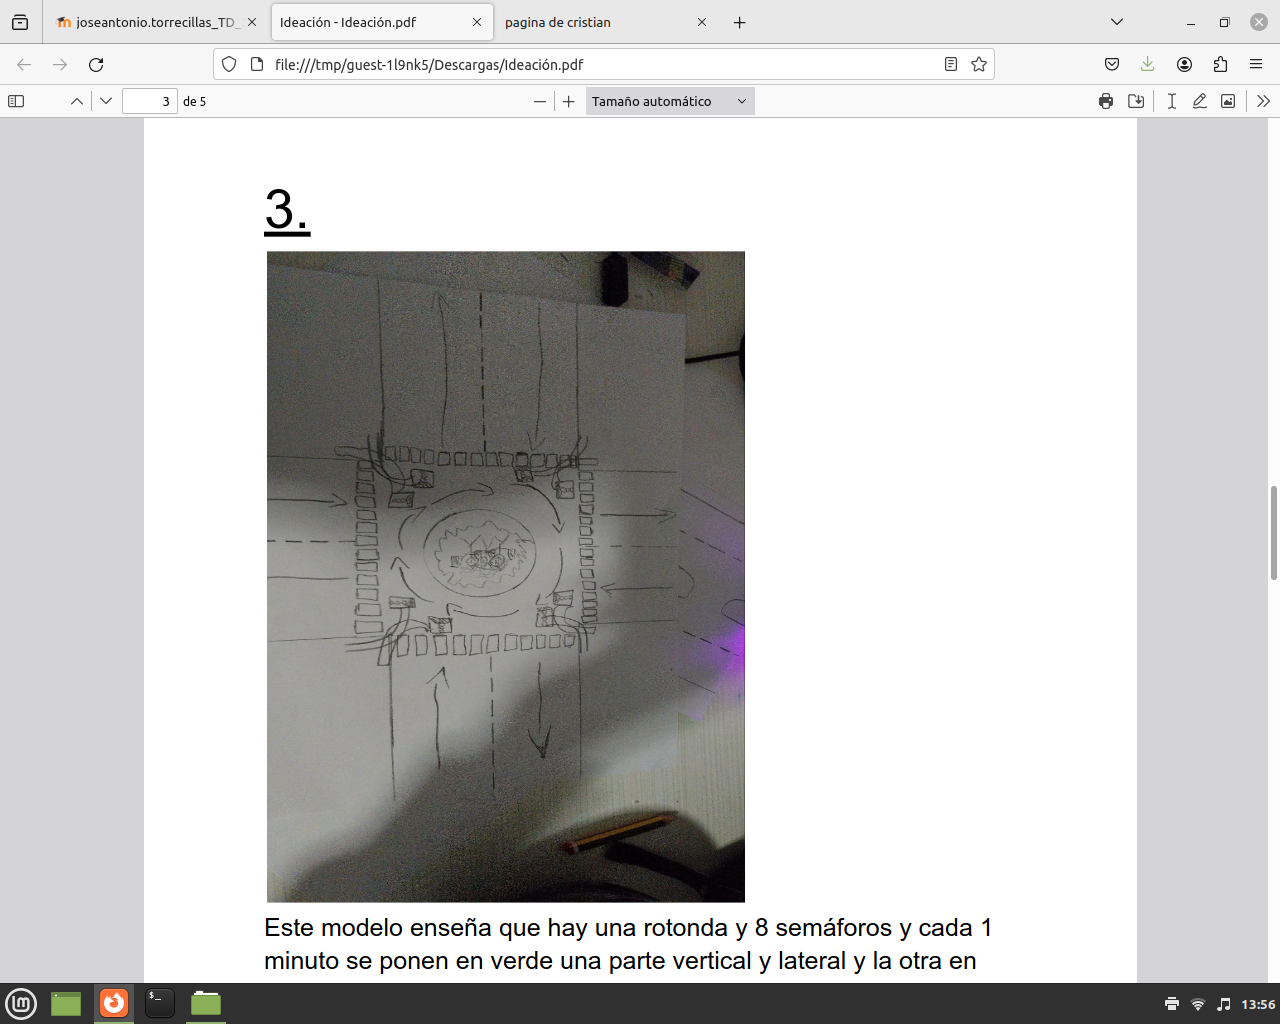 joseantonio.torrecillas_TD_
Ideación - Ideación.pdf
pagina de cristian
file:///tmp/guest-1l9nk5/Descargas/Ideación.pdf
3 de 5
Tamaño automático
3.
Este modelo enseña que hay una rotonda y 8 semáforos y cada 1
minuto se ponen en verde una parte vertical y lateral y la otra en
13:56